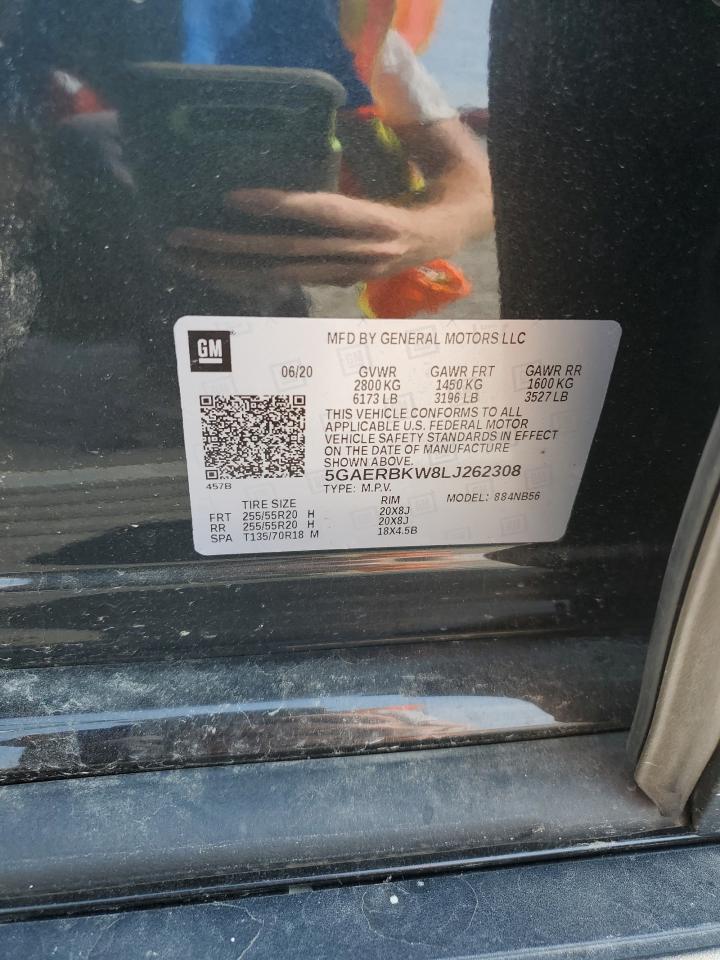 GM
MFD BY GENERAL MOTORS LLC
06/20 GVWR GAWR FRT GAWR RR
2800 KG 1450 KG 1600 KG
6173 LB 3196 LB 3527 LB
THIS VEHICLE CONFORMS TO ALL
APPLICABLE U.S. FEDERAL MOTOR
VEHICLE SAFETY STANDARDS IN EFFECT
ON THE DATE OF MANUFACTURE
SHOWN ABOVE.
5GAERBKW8LJ262308
457B TYPE: M.P.V. MODEL: 884NB56
TIRE SIZE RIM
FRT 255/55R20 H 20X8J
RR 255/55R20 H 20X8J
SPA T135/70R18 M 18X4.5B